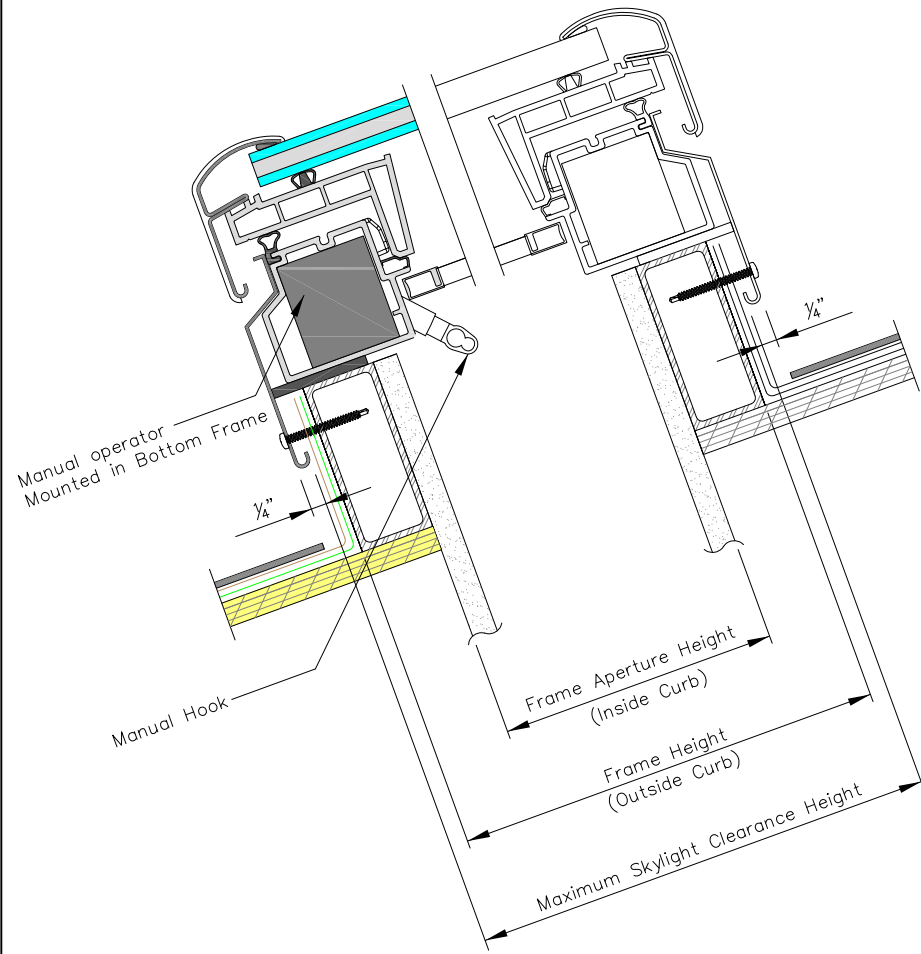 ¼"
Manual operator
Mounted in Bottom Frame
¼"
Manual Hook
Frame Aperture Height
(Inside Curb)
Frame Height
(Outside Curb)
Maximum Skylight Clearance Height